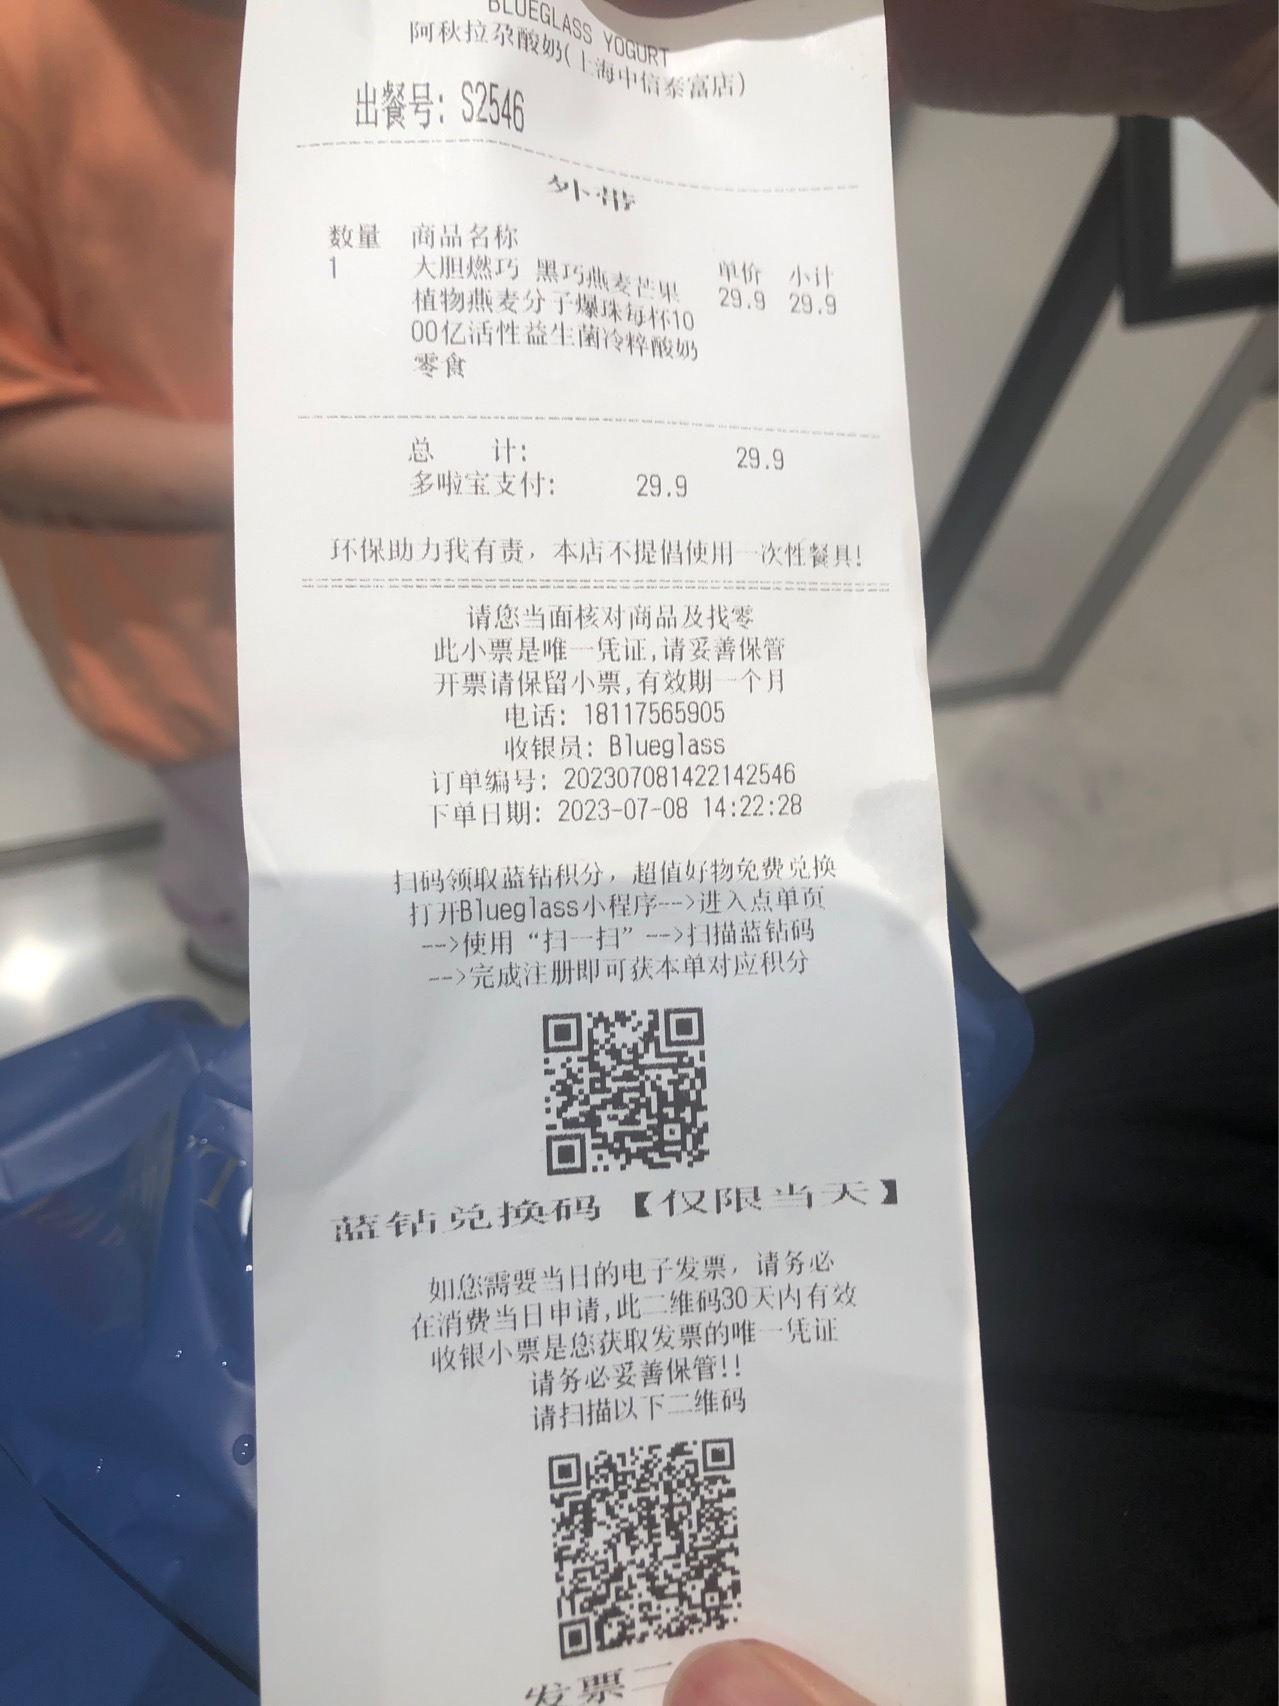 BLUEGLASS YOGURT
阿秋拉尕酸奶(上海中信泰富店)
出餐号: S2546
外带
数量 商品名称 单价 小计
1 大胆燃巧 黑巧燕麦芒果 29.9 29.9
植物燕麦分子爆珠每杯10
00亿活性益生菌冷粹酸奶
零食
总 计: 29.9
多啦宝支付: 29.9
环保助力我有责，本店不提倡使用一次性餐具!
请您当面核对商品及找零
此小票是唯一凭证,请妥善保管
开票请保留小票,有效期一个月
电话: 18117565905
收银员: Blueglass
订单编号: 202307081422142546
下单日期: 2023-07-08 14:22:28
扫码领取蓝钻积分，超值好物免费兑换
打开Blueglass小程序-->进入点单页
-->使用“扫一扫”-->扫描蓝钻码
-->完成注册即可获本单对应积分
蓝钻兑换码【仅限当天】
如您需要当日的电子发票，请务必
在消费当日申请,此二维码30天内有效
收银小票是您获取发票的唯一凭证
请务必妥善保管!!
请扫描以下二维码
发票二